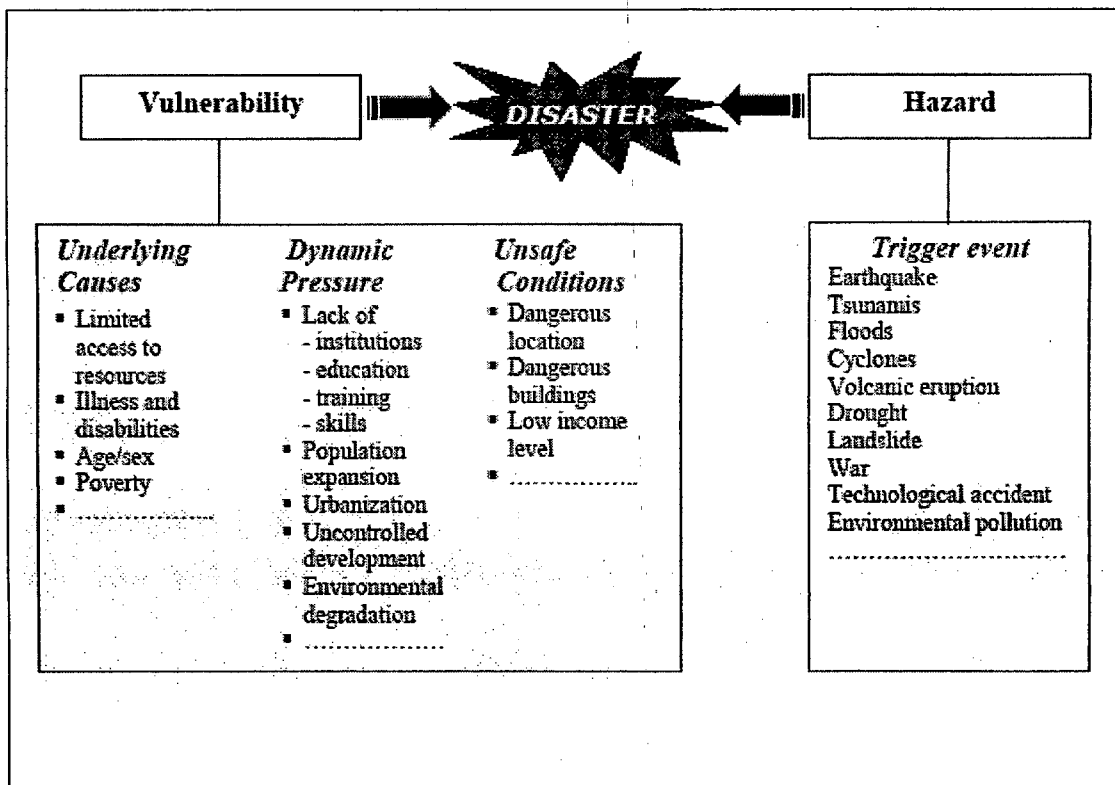 Vulnerability
DISASTER
Hazard
Underlying
Causes
▪ Limited
access to
resources
▪ Illness and
disabilities
▪ Age/sex
▪ Poverty
▪ ........................
Dynamic
Pressure
▪ Lack of
- institutions
- education
- training
- skills
▪ Population
expansion
▪ Urbanization
▪ Uncontrolled
development
▪ Environmental
degradation
▪ ........................
Unsafe
Conditions
▪ Dangerous
location
▪ Dangerous
buildings
▪ Low income
level
▪ ........................
Trigger event
Earthquake
Tsunamis
Floods
Cyclones
Volcanic eruption
Drought
Landslide
War
Technological accident
Environmental pollution
........................................